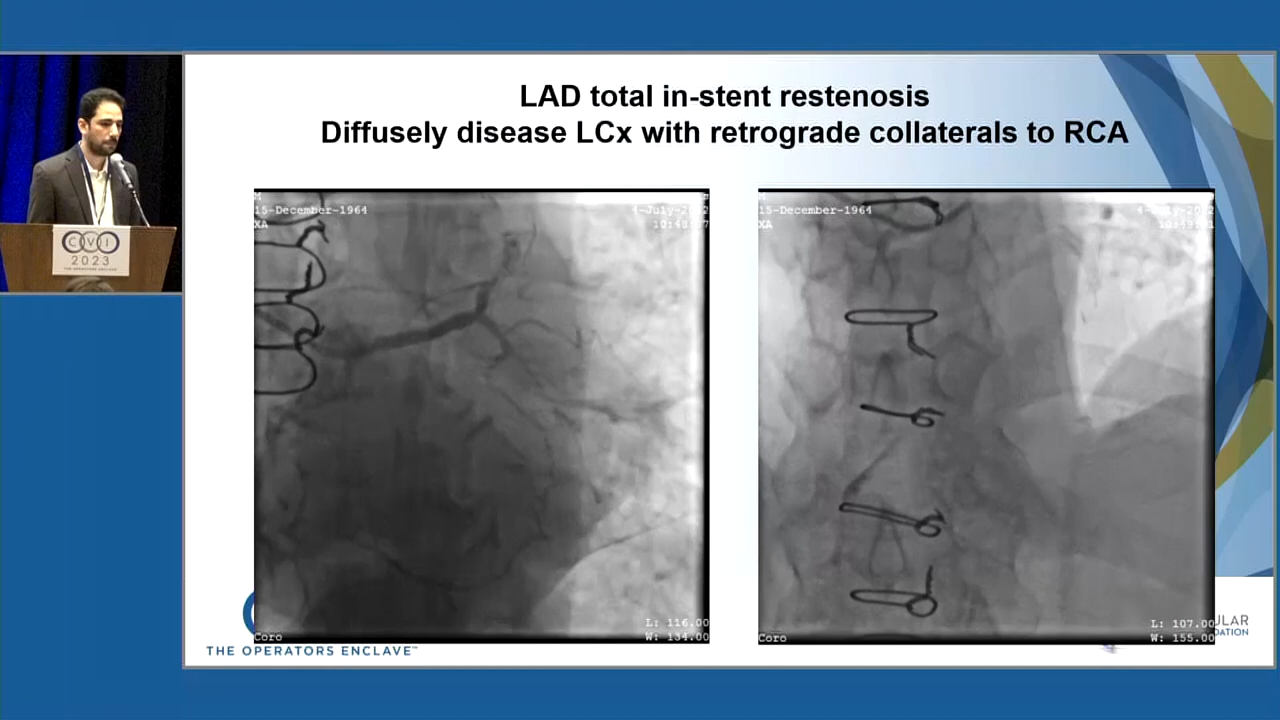 LAD total in-stent restenosis
Diffusely disease LCx with retrograde collaterals to RCA
15-December-1964
XA
15-December-1964
XA
CVI
2023
THE OPERATORS ENCLAVE
L: 116.00
W: 134.00
Coro
L: 107.00
W: 155.00
Coro
THE OPERATORS ENCLAVE™